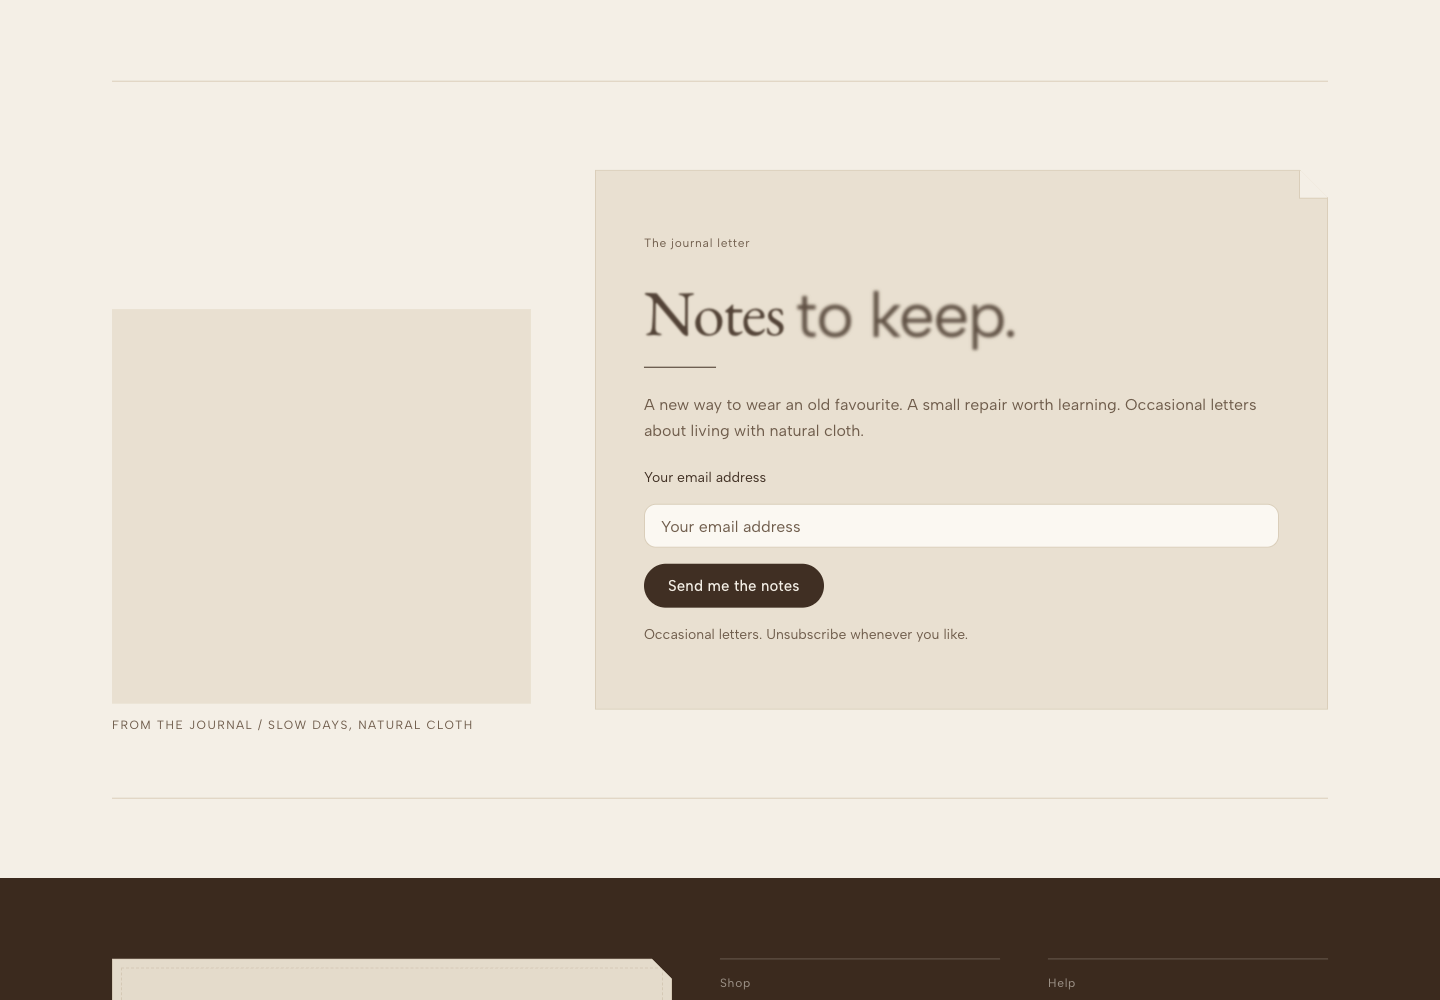 The journal letter
Notes to keep.
A new way to wear an old favourite. A small repair worth learning. Occasional letters
about living with natural cloth.
Your email address
Your email address
Send me the notes
Occasional letters. Unsubscribe whenever you like.
FROM THE JOURNAL / SLOW DAYS, NATURAL CLOTH
Shop
Help